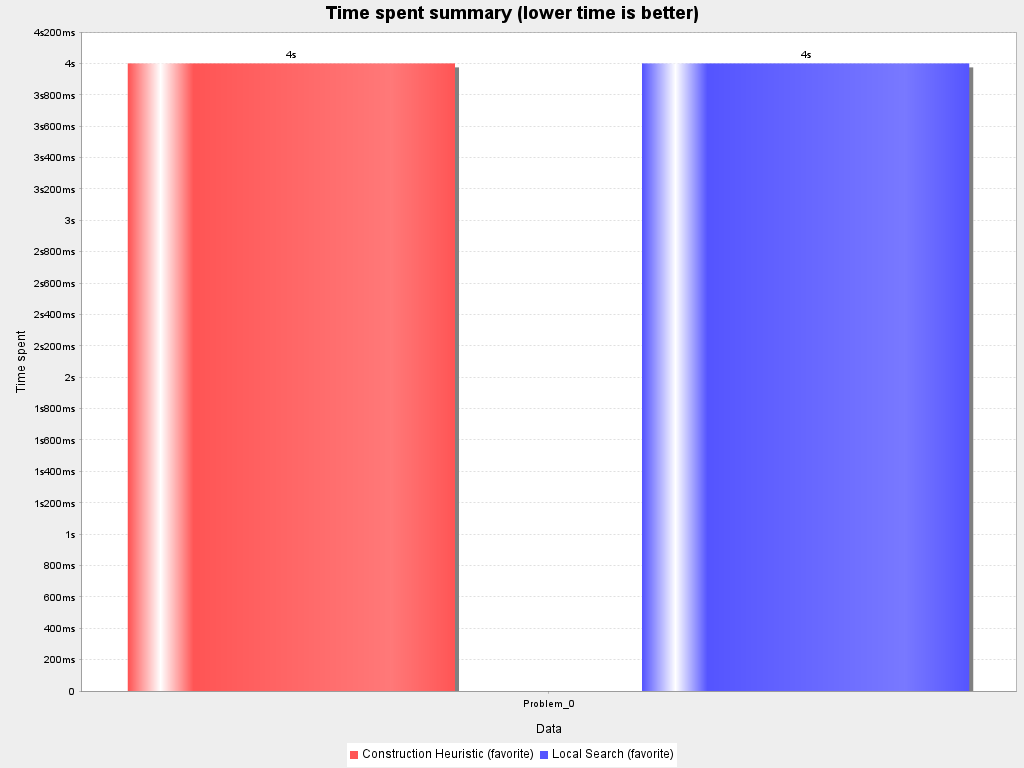 Time spent summary (lower time is better)
4s200ms
4s
3s800ms
3s600ms
3s400ms
3s200ms
3s
2s800ms
2s600ms
2s400ms
2s200ms
2s
1s800ms
1s600ms
1s400ms
1s200ms
1s
800ms
600ms
400ms
200ms
0
Time spent
4s
4s
Problem_0
Data
Construction Heuristic (favorite) Local Search (favorite)